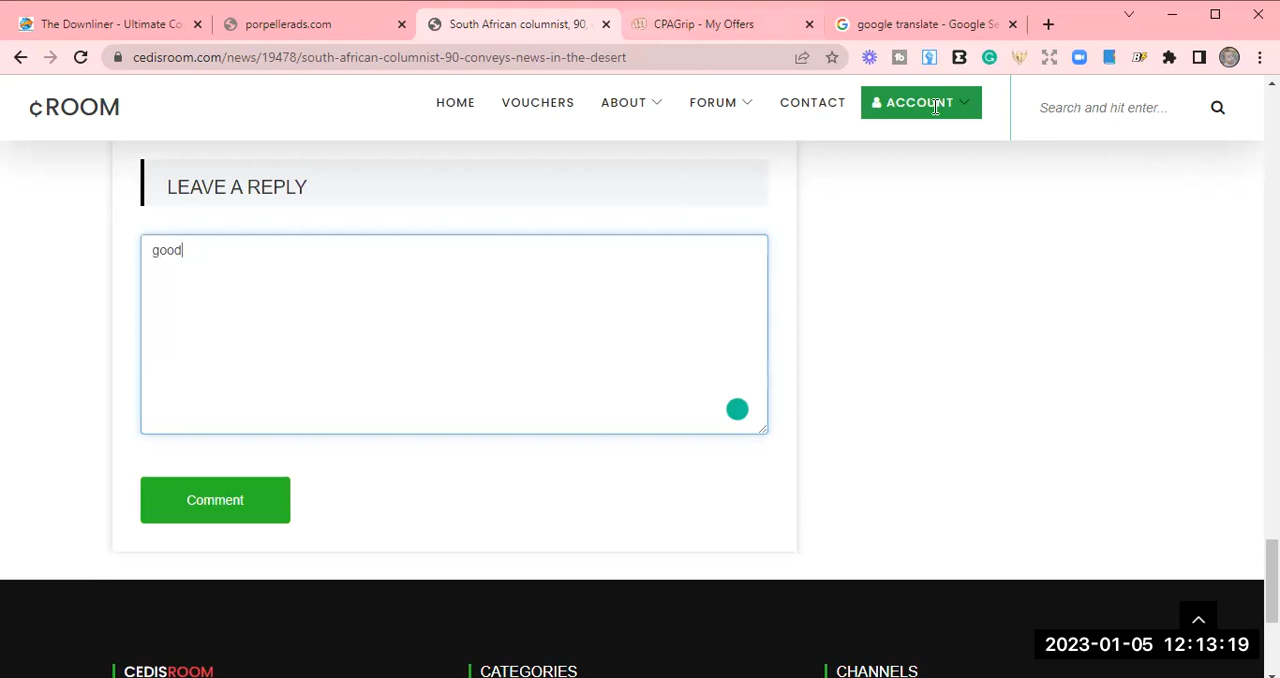 The Downliner - Ultimate Co
porpellerads.com
South African columnist, 90,
CPAGrip - My Offers
google translate - Google Se
cedisroom.com/news/19478/south-african-columnist-90-conveys-news-in-the-desert
¢ROOM
HOME
VOUCHERS
ABOUT
FORUM
CONTACT
ACCOUNT
Search and hit enter...
LEAVE A REPLY
good
Comment
2023-01-05 12:13:19
CEDISROOM
CATEGORIES
CHANNELS